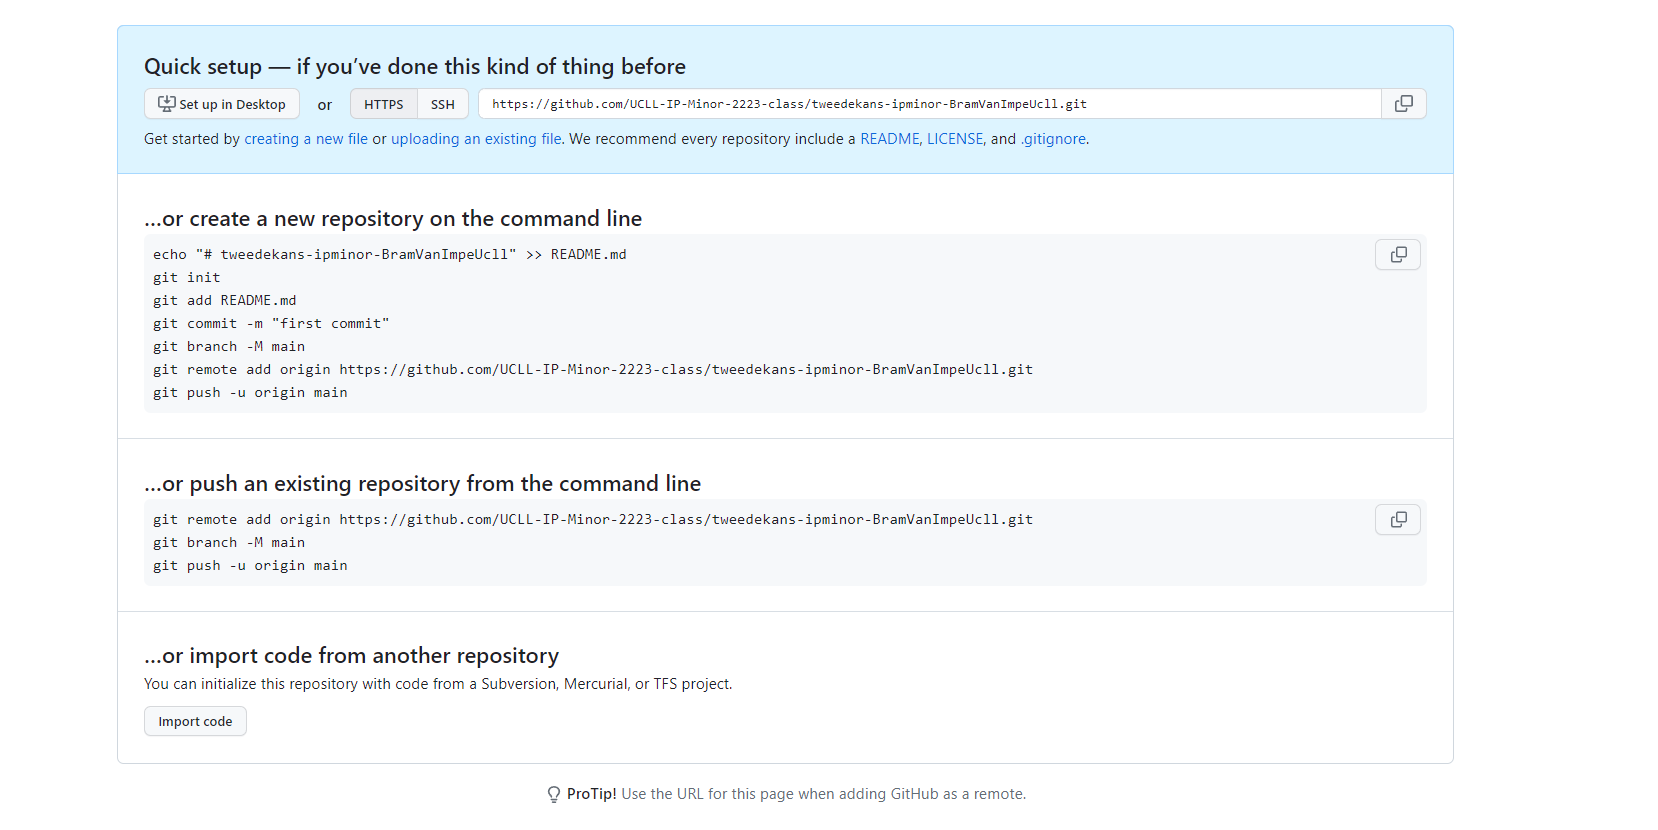 Quick setup — if you’ve done this kind of thing before
Set up in Desktop or HTTPS SSH https://github.com/UCLL-IP-Minor-2223-class/tweedekans-ipminor-BramVanImpeUcll.git
Get started by creating a new file or uploading an existing file. We recommend every repository include a README, LICENSE, and .gitignore.
…or create a new repository on the command line
echo "# tweedekans-ipminor-BramVanImpeUcll" >> README.md
git init
git add README.md
git commit -m "first commit"
git branch -M main
git remote add origin https://github.com/UCLL-IP-Minor-2223-class/tweedekans-ipminor-BramVanImpeUcll.git
git push -u origin main
…or push an existing repository from the command line
git remote add origin https://github.com/UCLL-IP-Minor-2223-class/tweedekans-ipminor-BramVanImpeUcll.git
git branch -M main
git push -u origin main
…or import code from another repository
You can initialize this repository with code from a Subversion, Mercurial, or TFS project.
Import code
ProTip! Use the URL for this page when adding GitHub as a remote.